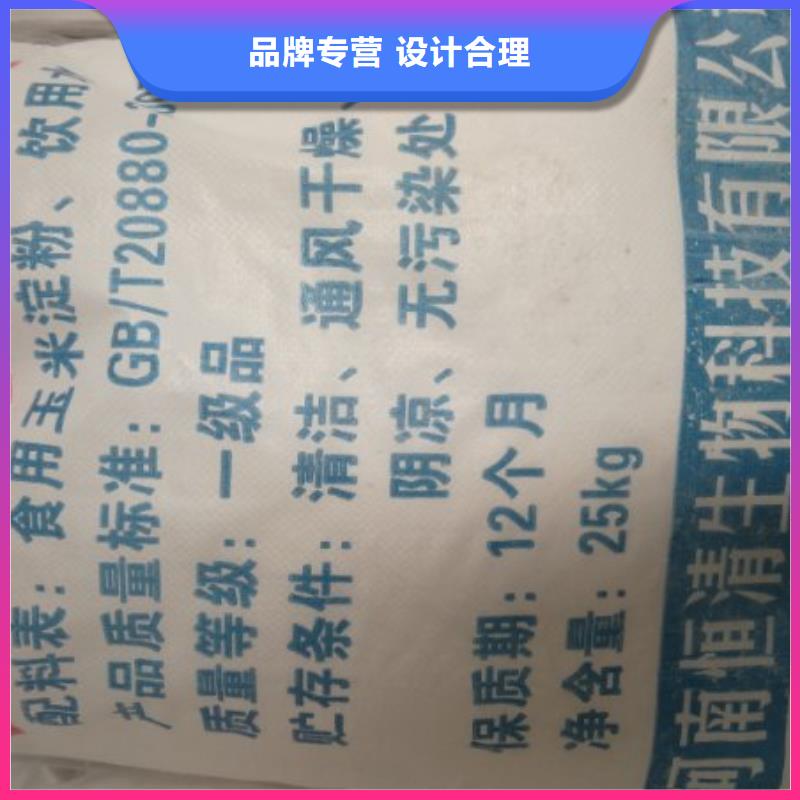 品牌专营 设计合理
配料表：食用玉米淀粉、饮用
产品质量标准：GB/T20880-
质量等级：一级品
贮存条件：清洁、通风干燥、
阴凉、无污染处
保质期：12个月
净含量：25kg
河南恒清生物科技有限公